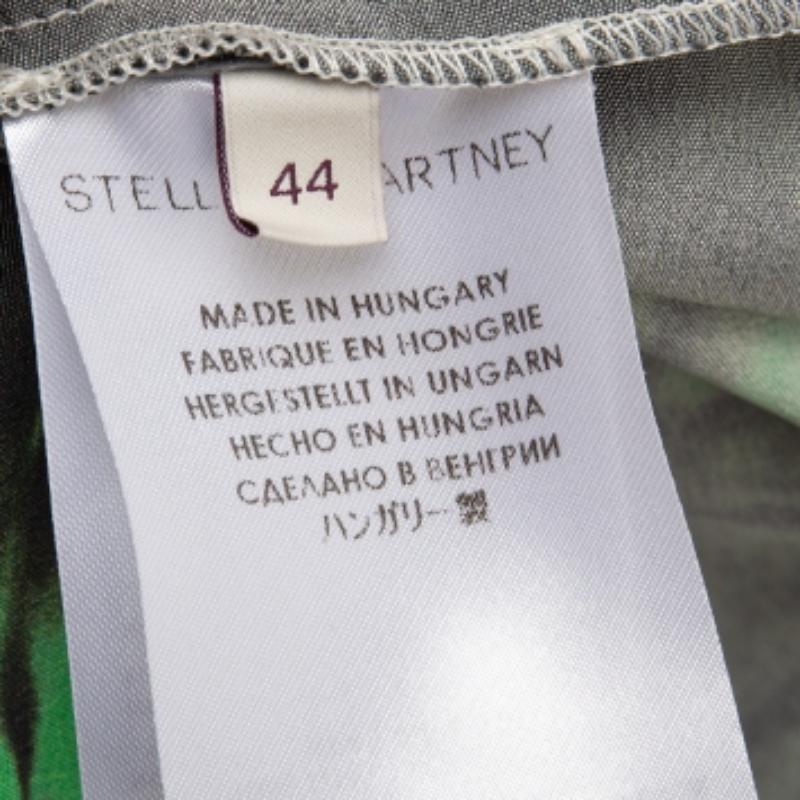 STELL ARTNEY
44
MADE IN HUNGARY
FABRIQUE EN HONGRIE
HERGESTELLT IN UNGARN
HECHO EN HUNGRIA
СДЕЛАНО В ВЕНГРИИ
ハンガリー製